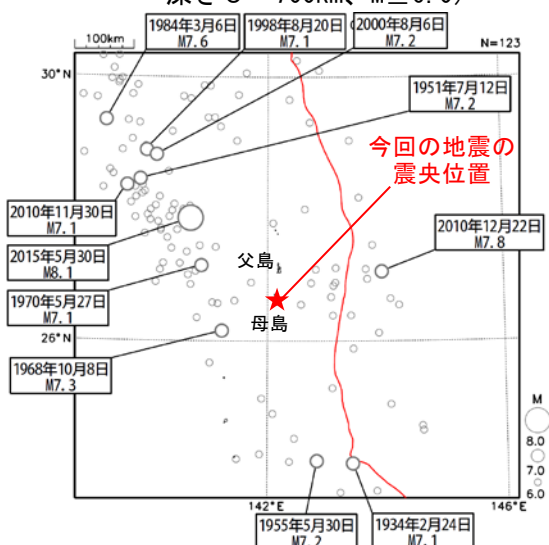 深さ0～700km、M≧6.0)
100km
1984年3月6日
M7.6
1998年8月20日
M7.1
2000年8月6日
M7.2
N=123
30°N
1951年7月12日
M7.2
今回の地震の
震央位置
2010年11月30日
M7.1
2010年12月22日
M7.8
2015年5月30日
M8.1
父島
1970年5月27日
M7.1
母島
26°N
1968年10月8日
M7.3
M
8.0
7.0
6.0
142°E
146°E
1955年5月30日
M7.2
1934年2月24日
M7.1